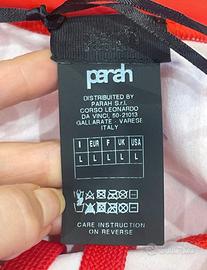 parah
DISTRIBUTED BY
PARAH S.r.l.
CORSO LEONARDO
DA VINCI, 50-21013
GALLARATE - VARESE
ITALY
I EUR F UK USA
L L L L L
CARE INSTRUCTION
ON REVERSE
subito